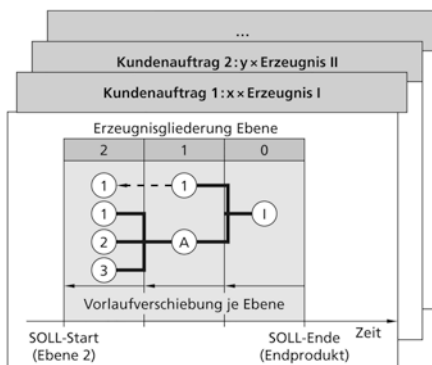 ...
Kundenauftrag 2: y × Erzeugnis II
Kundenauftrag 1: x × Erzeugnis I
Erzeugnisgliederung Ebene
2 1 0
1 1
1 I
2 A
3
Vorlaufverschiebung je Ebene
SOLL-Start SOLL-Ende Zeit
(Ebene 2) (Endprodukt)